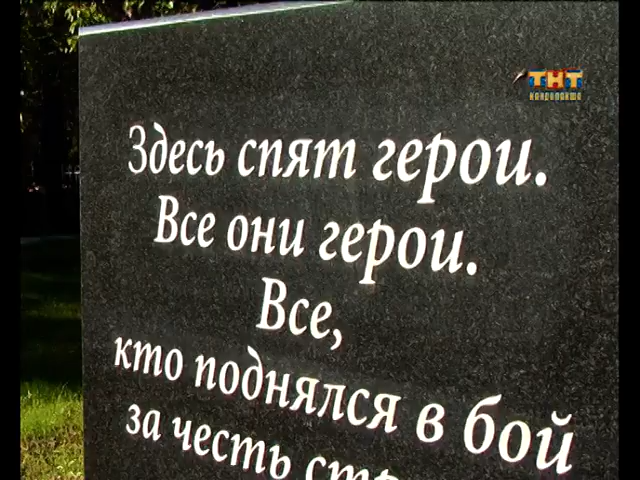 ТНТ
Здесь спят герои.
Все они герои.
Все,
кто поднялся в бой
за честь